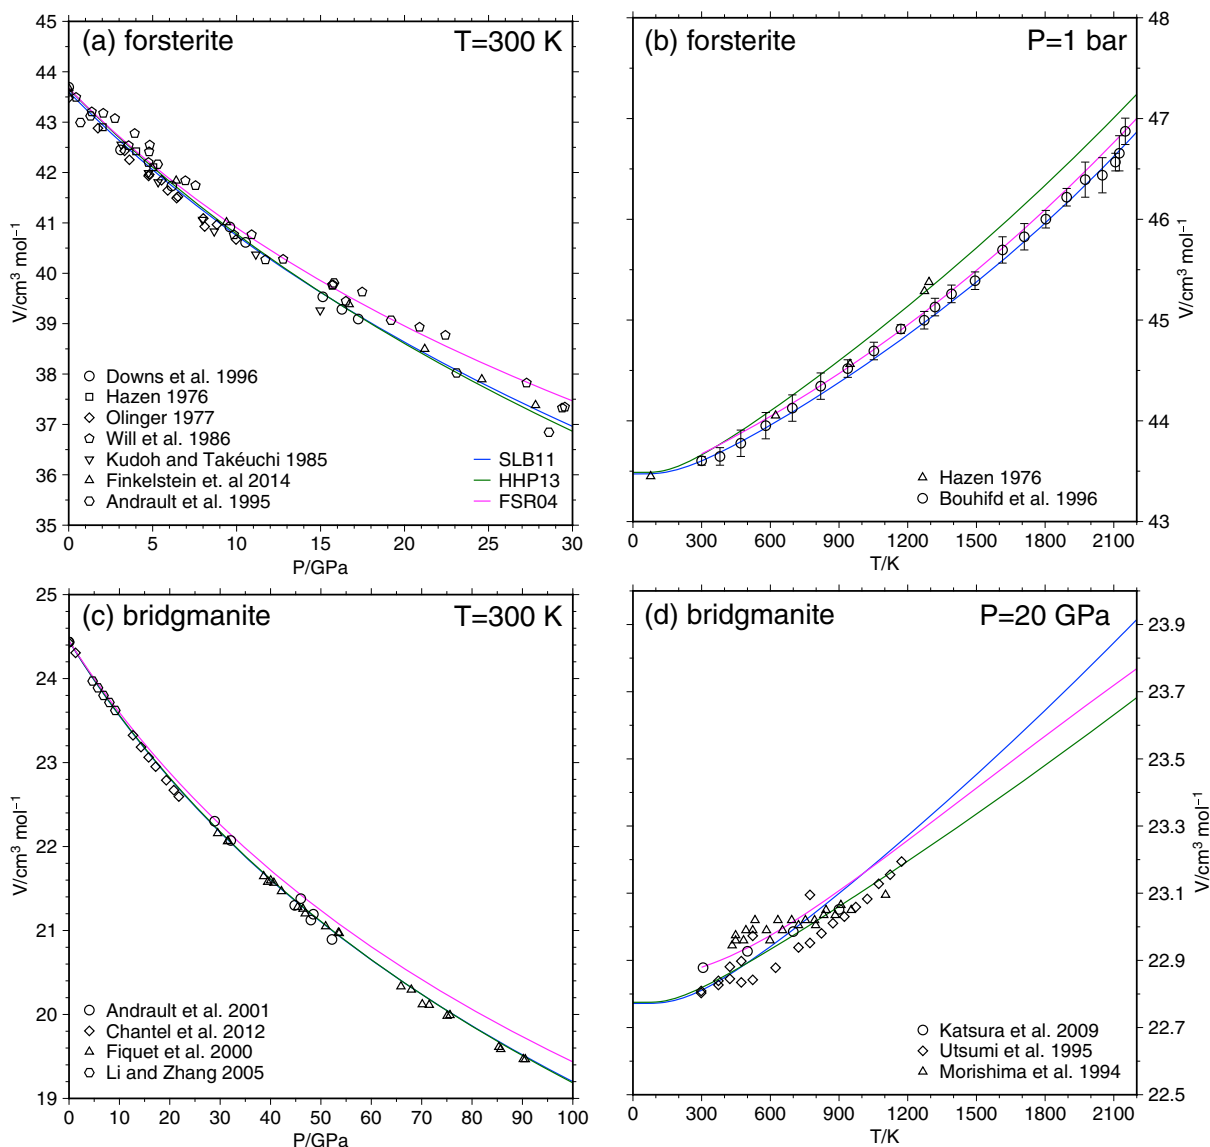 (a) forsterite T=300 K
45
44
43
42
41
40
39
38
37
36
35
V/cm³ mol⁻¹
Downs et al. 1996
Hazen 1976
Olinger 1977
Will et al. 1986
Kudoh and Takéuchi 1985
Finkelstein et. al 2014
Andrault et al. 1995
SLB11
HHP13
FSR04
0 5 10 15 20 25 30
P/GPa
(b) forsterite P=1 bar
48
47
46
45
44
43
V/cm³ mol⁻¹
Hazen 1976
Bouhifd et al. 1996
0 300 600 900 1200 1500 1800 2100
T/K
(c) bridgmanite T=300 K
25
24
23
22
21
20
19
V/cm³ mol⁻¹
Andrault et al. 2001
Chantel et al. 2012
Fiquet et al. 2000
Li and Zhang 2005
0 10 20 30 40 50 60 70 80 90 100
P/GPa
(d) bridgmanite P=20 GPa
23.9
23.7
23.5
23.3
23.1
22.9
22.7
22.5
V/cm³ mol⁻¹
Katsura et al. 2009
Utsumi et al. 1995
Morishima et al. 1994
0 300 600 900 1200 1500 1800 2100
T/K